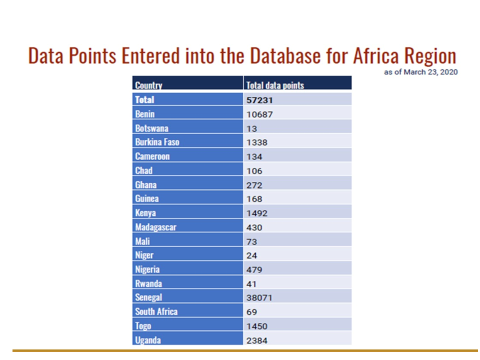 Data Points Entered into the Database for Africa Region
as of March 23, 2020
Country Total data points
Total 57231
Benin 10687
Botswana 13
Burkina Faso 1338
Cameroon 134
Chad 106
Ghana 272
Guinea 168
Kenya 1492
Madagascar 430
Mali 73
Niger 24
Nigeria 479
Rwanda 41
Senegal 38071
South Africa 69
Togo 1450
Uganda 2384